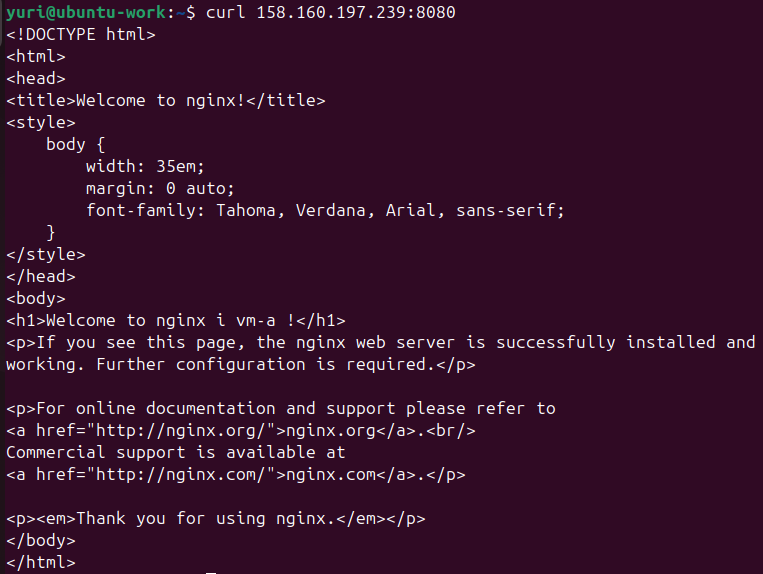 yuri@ubuntu-work:~$ curl 158.160.197.239:8080
<!DOCTYPE html>
<html>
<head>
<title>Welcome to nginx!</title>
<style>
    body {
        width: 35em;
        margin: 0 auto;
        font-family: Tahoma, Verdana, Arial, sans-serif;
    }
</style>
</head>
<body>
<h1>Welcome to nginx i vm-a !</h1>
<p>If you see this page, the nginx web server is successfully installed and
working. Further configuration is required.</p>

<p>For online documentation and support please refer to
<a href="http://nginx.org/">nginx.org</a>.<br/>
Commercial support is available at
<a href="http://nginx.com/">nginx.com</a>.</p>

<p><em>Thank you for using nginx.</em></p>
</body>
</html>